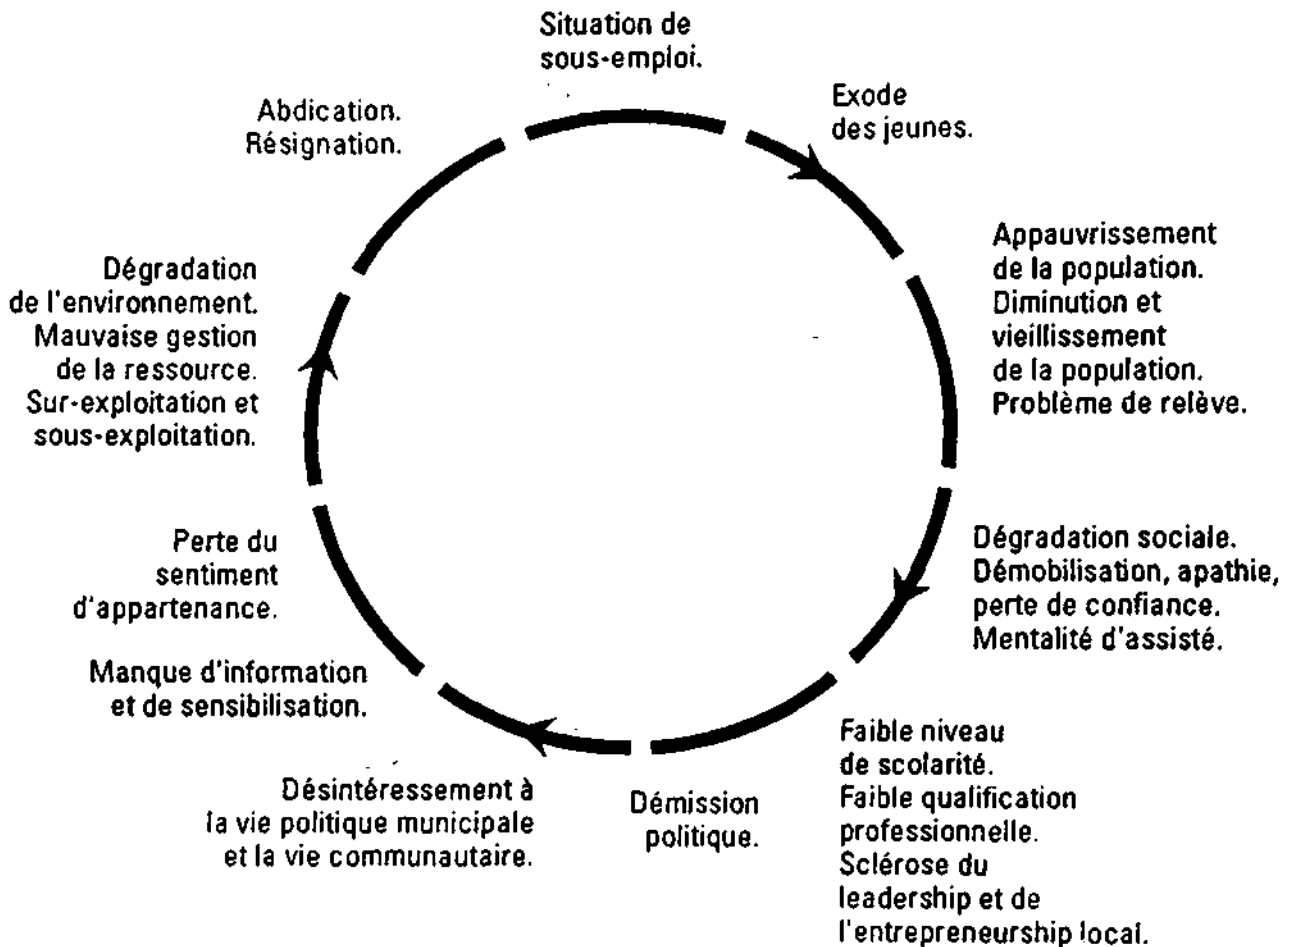 Situation de
sous-emploi.
Exode
des jeunes.
Appauvrissement
de la population.
Diminution et
vieillissement
de la population.
Problème de relève.
Dégradation sociale.
Démobilisation, apathie,
perte de confiance.
Mentalité d'assisté.
Faible niveau
de scolarité.
Faible qualification
professionnelle.
Sclérose du
leadership et de
l'entrepreneurship local.
Démission
politique.
Désintéressement à
la vie politique municipale
et la vie communautaire.
Manque d'information
et de sensibilisation.
Perte du
sentiment
d'appartenance.
Dégradation
de l'environnement.
Mauvaise gestion
de la ressource.
Sur-exploitation et
sous-exploitation.
Abdication.
Résignation.